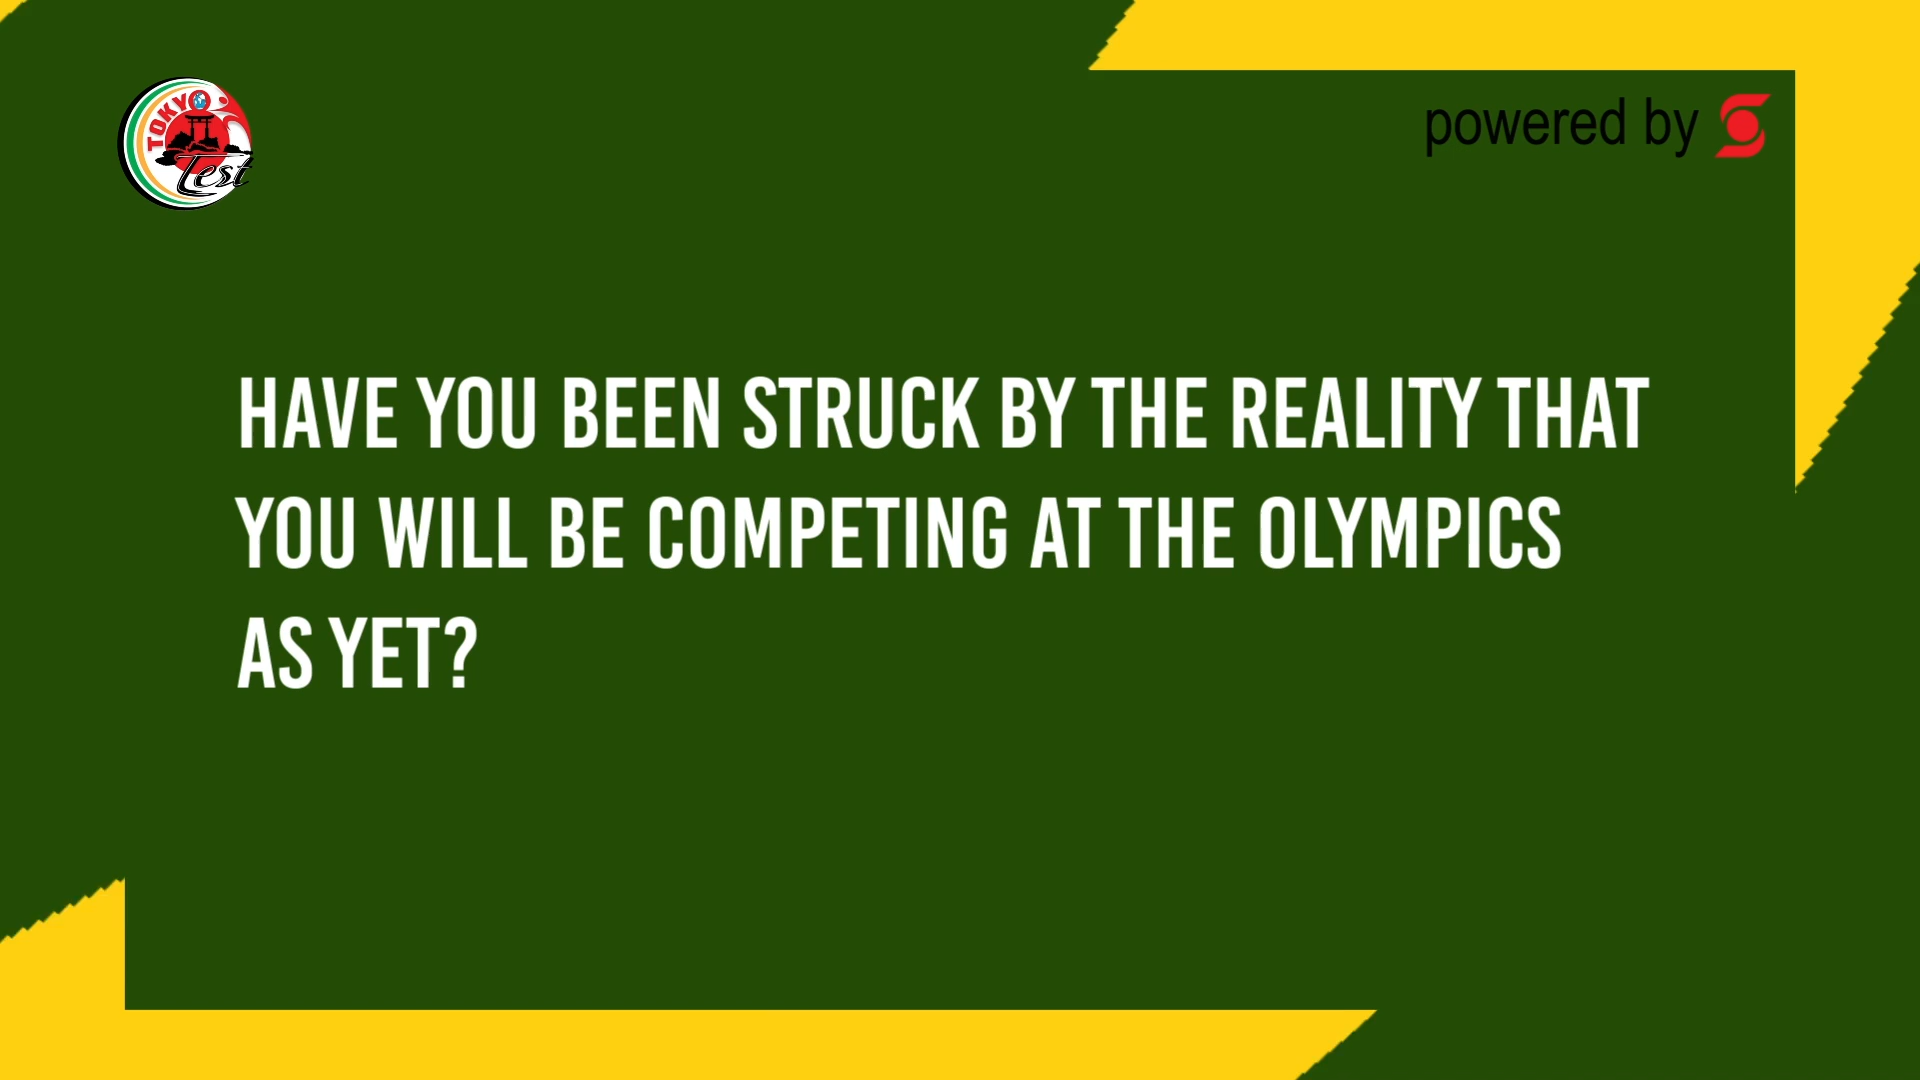 TOKYO
Test
powered by
HAVE YOU BEEN STRUCK BY THE REALITY THAT
YOU WILL BE COMPETING AT THE OLYMPICS
AS YET?